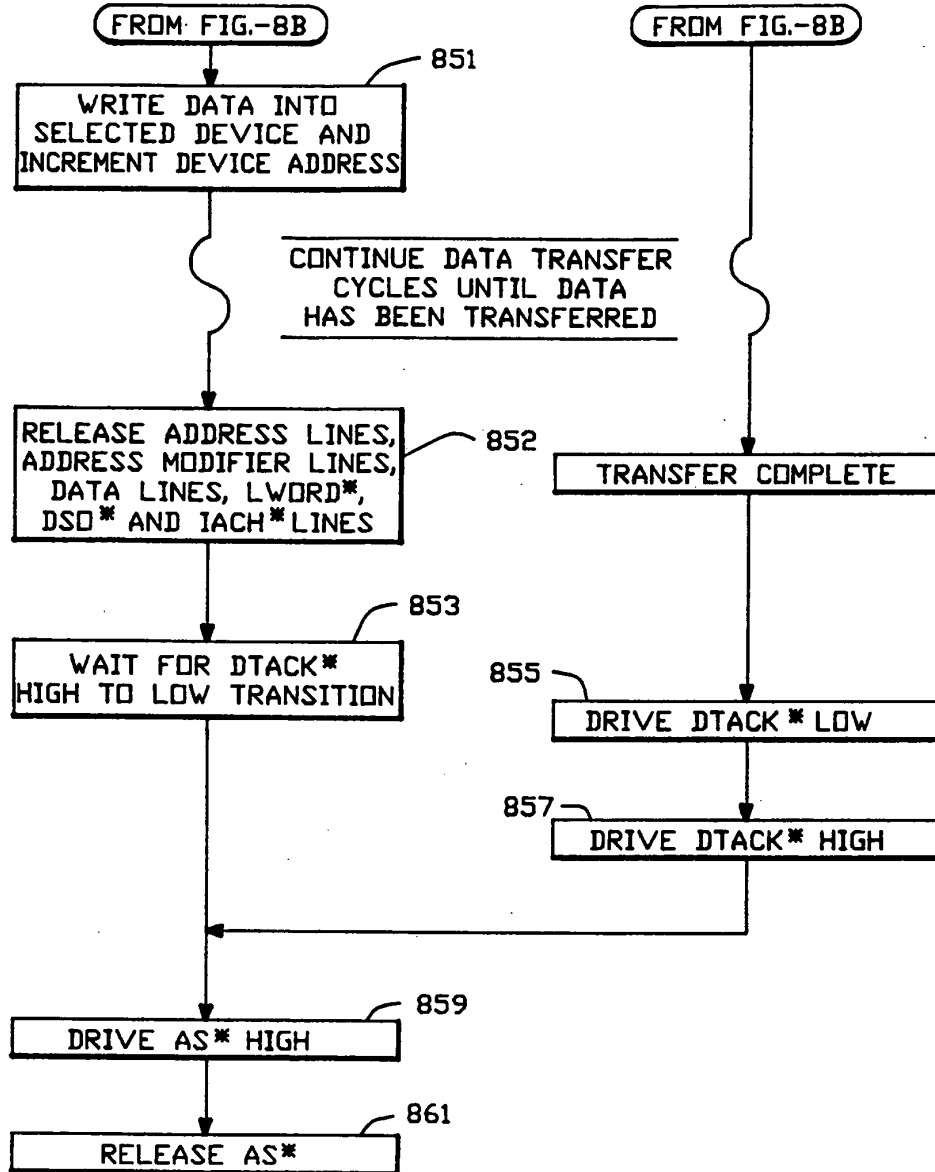 FROM FIG.-8B
851
WRITE DATA INTO
SELECTED DEVICE AND
INCREMENT DEVICE ADDRESS
CONTINUE DATA TRANSFER
CYCLES UNTIL DATA
HAS BEEN TRANSFERRED
RELEASE ADDRESS LINES,
ADDRESS MODIFIER LINES,
DATA LINES, LWORD*,
DSO* AND IACH* LINES
852
853
WAIT FOR DTACK*
HIGH TO LOW TRANSITION
FROM FIG.-8B
TRANSFER COMPLETE
855
DRIVE DTACK* LOW
857
DRIVE DTACK* HIGH
859
DRIVE AS* HIGH
861
RELEASE AS*